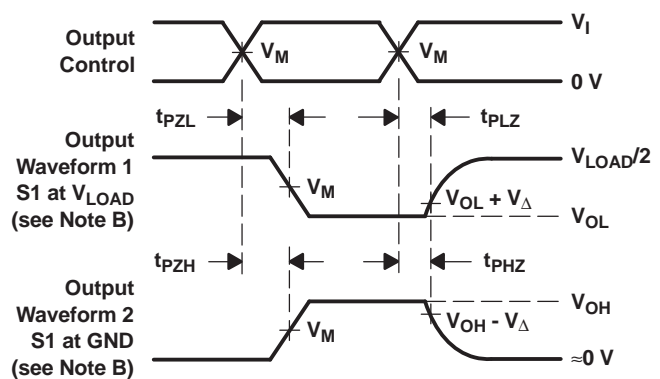 Output
Control
V_I
V_M
V_M
0 V
t_PZL
t_PLZ
Output
Waveform 1
S1 at V_LOAD
(see Note B)
V_LOAD/2
V_M
V_OL + V_Δ
V_OL
t_PZH
t_PHZ
Output
Waveform 2
S1 at GND
(see Note B)
V_OH
V_M
V_OH - V_Δ
≈0 V